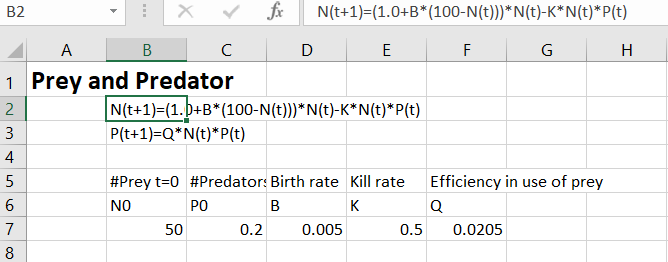 B2 fx N(t+1)=(1.0+B*(100-N(t)))*N(t)-K*N(t)*P(t)
A B C D E F G H
1 Prey and Predator
2 N(t+1)=(1.0+B*(100-N(t)))*N(t)-K*N(t)*P(t)
3 P(t+1)=Q*N(t)*P(t)
4
5 #Prey t=0 #Predators Birth rate Kill rate Efficiency in use of prey
6 N0 P0 B K Q
7 50 0.2 0.005 0.5 0.0205
8